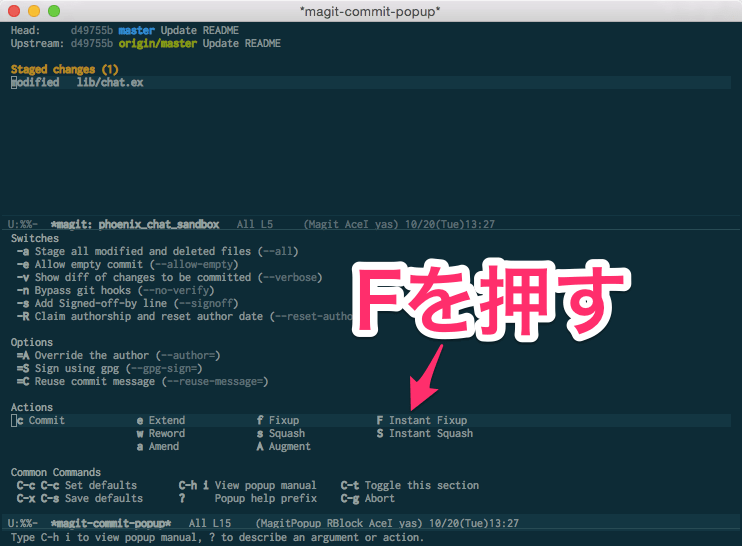 *magit-commit-popup*
Head:     d49755b master Update README
Upstream: d49755b origin/master Update README
Staged changes (1)
modified   lib/chat.ex
U:%%-  *magit: phoenix_chat_sandbox   All L5     (Magit AceI yas) 10/20(Tue)13:27
Switches
-a Stage all modified and deleted files (--all)
-e Allow empty commit (--allow-empty)
-v Show diff of changes to be committed (--verbose)
-n Bypass git hooks (--no-verify)
-s Add Signed-off-by line (--signoff)
-R Claim authorship and reset author date (--reset-autho
Fを押す
Options
=A Override the author (--author=)
=S Sign using gpg (--gpg-sign=)
=C Reuse commit message (--reuse-message=)
Actions
c Commit          e Extend          f Fixup           F Instant Fixup
w Reword          s Squash          S Instant Squash
a Amend           A Augment
Common Commands
C-c C-c Set defaults      C-h i View popup manual    C-t Toggle this section
C-x C-s Save defaults     ?     Popup help prefix    C-g Abort
U:%%-  *magit-commit-popup*   All L15    (MagitPopup RBlock AceI yas) 10/20(Tue)13:27
Type C-h i to view popup manual, ? to describe an argument or action.